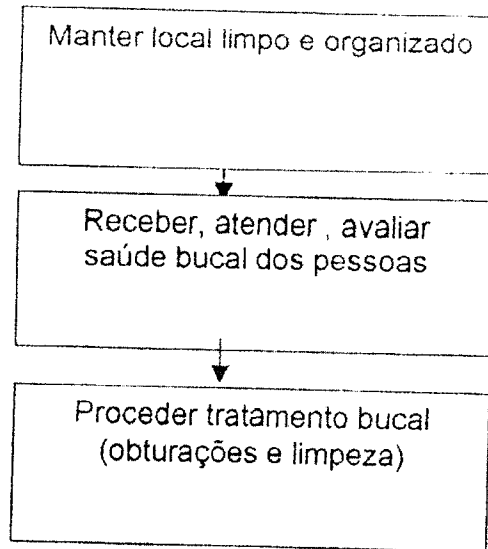 Manter local limpo e organizado
Receber, atender , avaliar
saúde bucal dos pessoas
Proceder tratamento bucal
(obturações e limpeza)